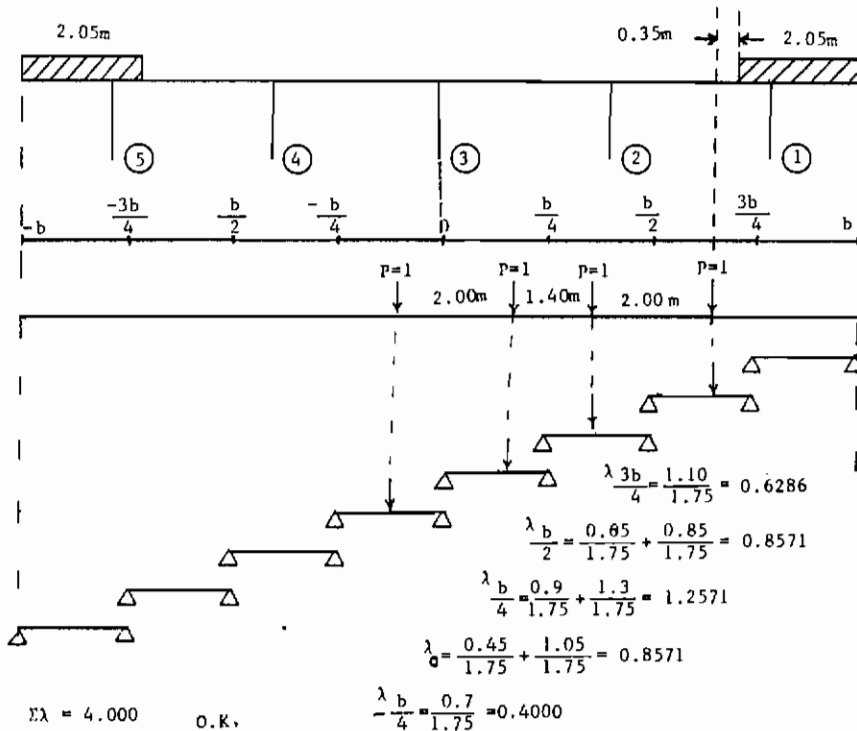 2.05m 0.35m 2.05m
5 4 3 2 1
-b -3b/4 b/2 -b/4 0 b/4 b/2 3b/4 b
P=1 P=1 P=1 P=1
2.00m 1.40m 2.00 m
λ 3b/4 = 1.10/1.75 = 0.6286
λ b/2 = 0.65/1.75 + 0.85/1.75 = 0.8571
λ b/4 = 0.9/1.75 + 1.3/1.75 = 1.2571
λ 0 = 0.45/1.75 + 1.05/1.75 = 0.8571
Σλ = 4.000 O.K. λ -b/4 = 0.7/1.75 = 0.4000